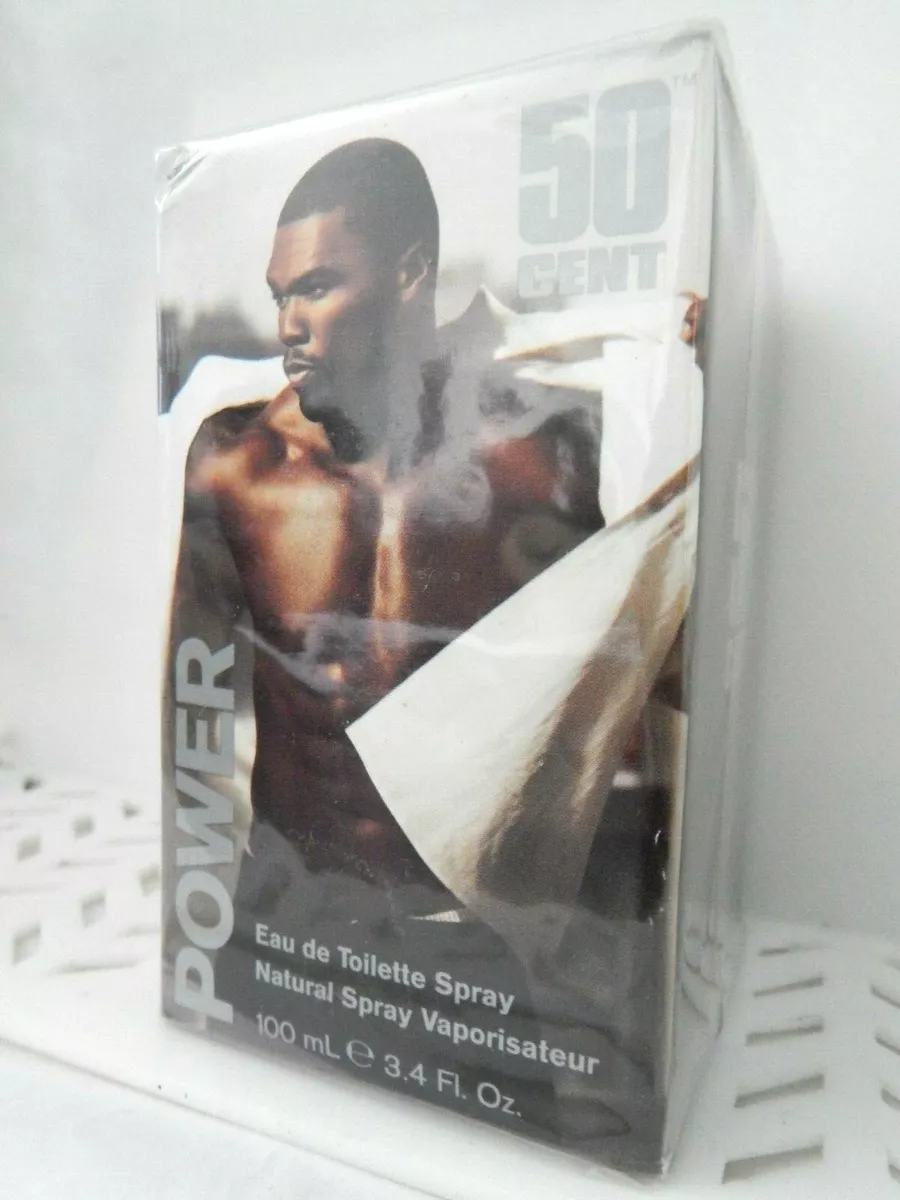 50™
CENT
POWER
Eau de Toilette Spray
Natural Spray Vaporisateur
100 mL ℮ 3.4 Fl. Oz.